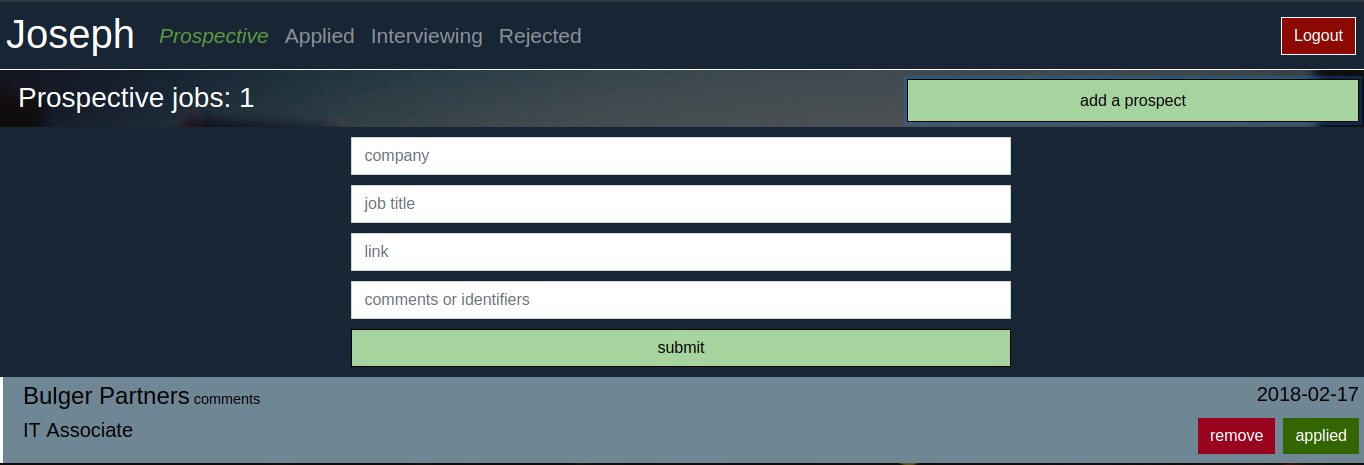 Joseph Prospective Applied Interviewing Rejected Logout
Prospective jobs: 1 add a prospect
company
job title
link
comments or identifiers
submit
Bulger Partners comments 2018-02-17
IT Associate remove applied